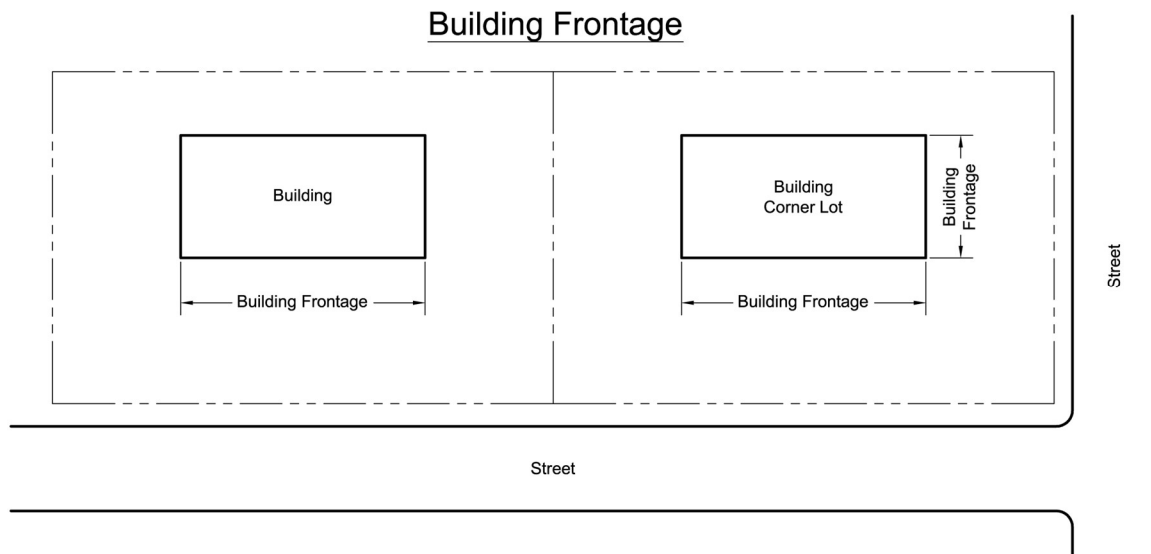 Building Frontage
Building
Building
Corner Lot
Building
Frontage
Building Frontage
Building Frontage
Street
Street